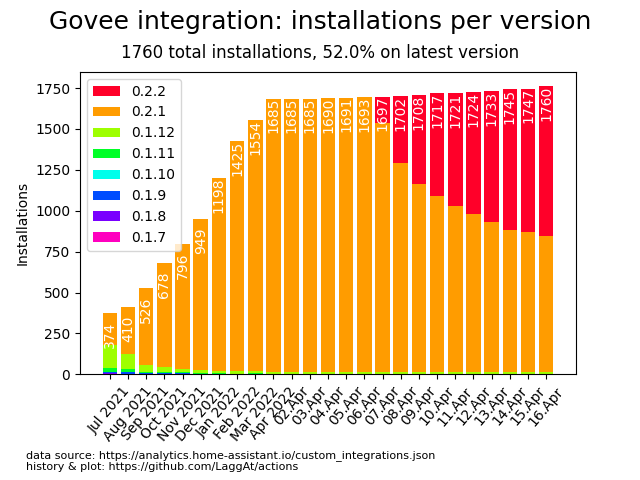 Govee integration: installations per version
1760 total installations, 52.0% on latest version
Installations
1750
1500
1250
1000
750
500
250
0
0.2.2
0.2.1
0.1.12
0.1.11
0.1.10
0.1.9
0.1.8
0.1.7
374
410
526
678
796
949
1198
1425
1554
1685
1685
1685
1690
1691
1693
1697
1702
1708
1717
1721
1724
1733
1745
1747
1760
Jul 2021
Aug 2021
Sep 2021
Oct 2021
Nov 2021
Dec 2021
Jan 2022
Feb 2022
Mar 2022
Apr 2022
02.Apr
03.Apr
04.Apr
05.Apr
06.Apr
07.Apr
08.Apr
09.Apr
10.Apr
11.Apr
12.Apr
13.Apr
14.Apr
15.Apr
16.Apr
data source: https://analytics.home-assistant.io/custom_integrations.json
history & plot: https://github.com/LaggAt/actions